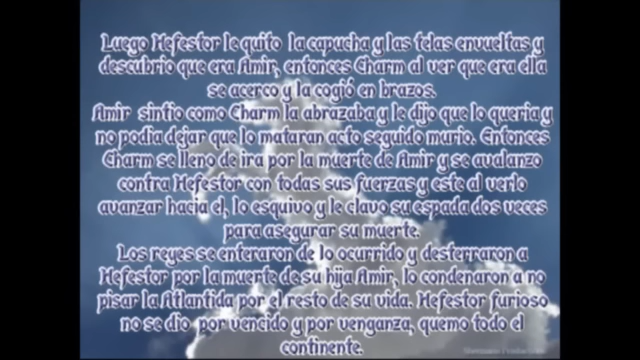 Luego Hefestor le quito la capucha y las telas envueltas y
descubrio que era Amir, entonces Charm al ver que era ella
se acerco y la cogió en brazos.
Amir sintio como Charm la abrazaba y le dijo que lo queria y
no podia dejar que lo mataran acto seguido murio. Entonces
Charm se lleno de ira por la muerte de Amir y se avalanzo
contra Hefestor con todas sus fuerzas y este al verlo
avanzar hacia el, lo esquivo y le clavo su espada dos veces
para asegurar su muerte.
Los reyes se enteraron de lo ocurrido y desterraron a
Hefestor por la muerte de su hija Amir, lo condenaron a no
pisar la Atlantida por el resto de su vida. Hefestor furioso
no se dio por vencido y por venganza, quemo todo el
continente.